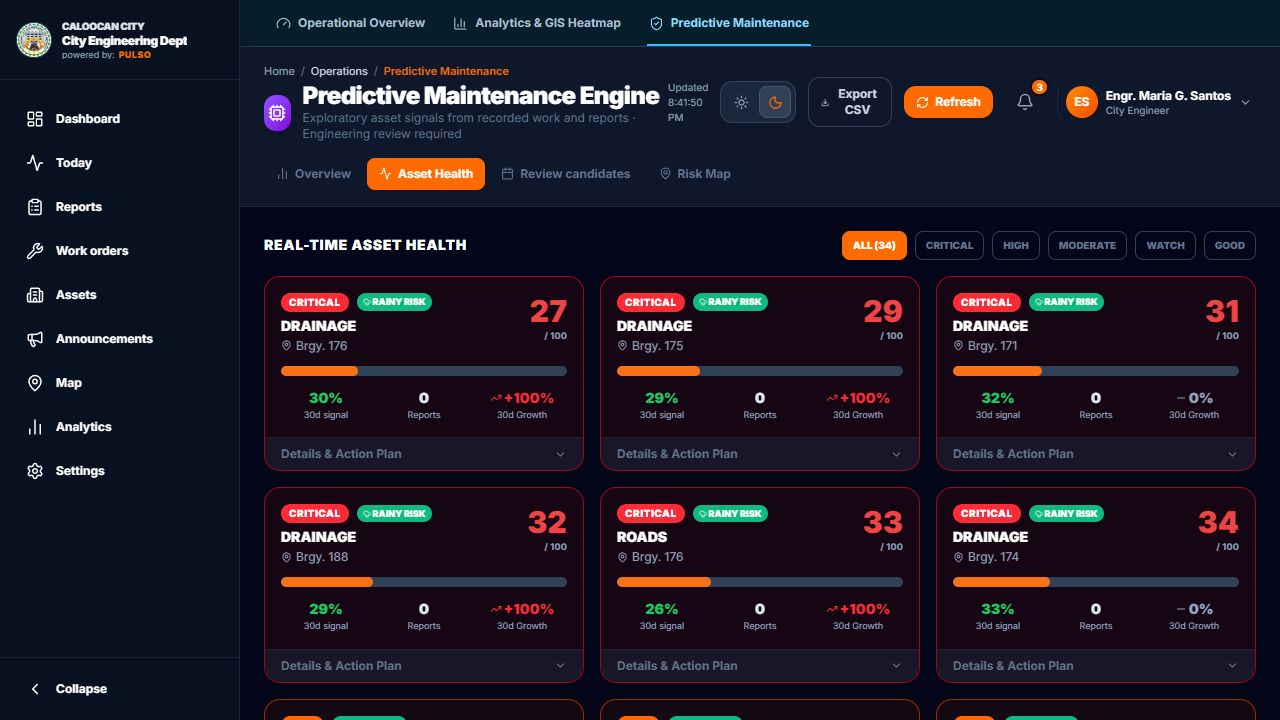 CALOOCAN CITY
City Engineering Dept
powered by: PULSO
Dashboard
Today
Reports
Work orders
Assets
Announcements
Map
Analytics
Settings
Collapse
Operational Overview
Analytics & GIS Heatmap
Predictive Maintenance
Home / Operations / Predictive Maintenance
Predictive Maintenance Engine
Exploratory asset signals from recorded work and reports ·
Engineering review required
Updated
8:41:50
PM
Export
CSV
Refresh
3
ES
Engr. Maria G. Santos
City Engineer
Overview
Asset Health
Review candidates
Risk Map
REAL-TIME ASSET HEALTH
ALL (34)
CRITICAL
HIGH
MODERATE
WATCH
GOOD
CRITICAL
RAINY RISK
27
/ 100
DRAINAGE
Brgy. 176
30%
30d signal
0
Reports
+100%
30d Growth
Details & Action Plan
CRITICAL
RAINY RISK
29
/ 100
DRAINAGE
Brgy. 175
29%
30d signal
0
Reports
+100%
30d Growth
Details & Action Plan
CRITICAL
RAINY RISK
31
/ 100
DRAINAGE
Brgy. 171
32%
30d signal
0
Reports
0%
30d Growth
Details & Action Plan
CRITICAL
RAINY RISK
32
/ 100
DRAINAGE
Brgy. 188
29%
30d signal
0
Reports
+100%
30d Growth
Details & Action Plan
CRITICAL
RAINY RISK
33
/ 100
ROADS
Brgy. 176
26%
30d signal
0
Reports
+100%
30d Growth
Details & Action Plan
CRITICAL
RAINY RISK
34
/ 100
DRAINAGE
Brgy. 174
33%
30d signal
0
Reports
0%
30d Growth
Details & Action Plan